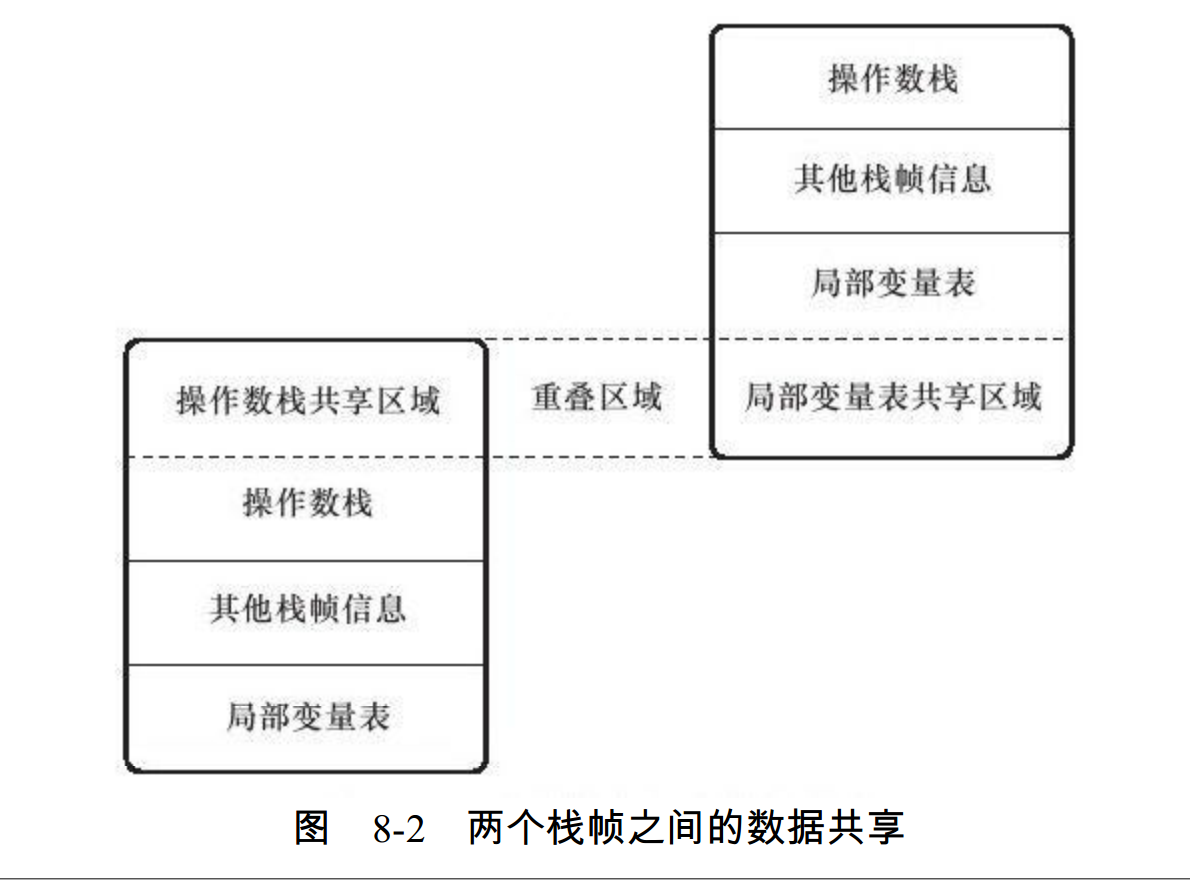 操作数栈
其他栈帧信息
局部变量表
操作数栈共享区域
重叠区域
局部变量表共享区域
操作数栈
其他栈帧信息
局部变量表
图 8-2 两个栈帧之间的数据共享